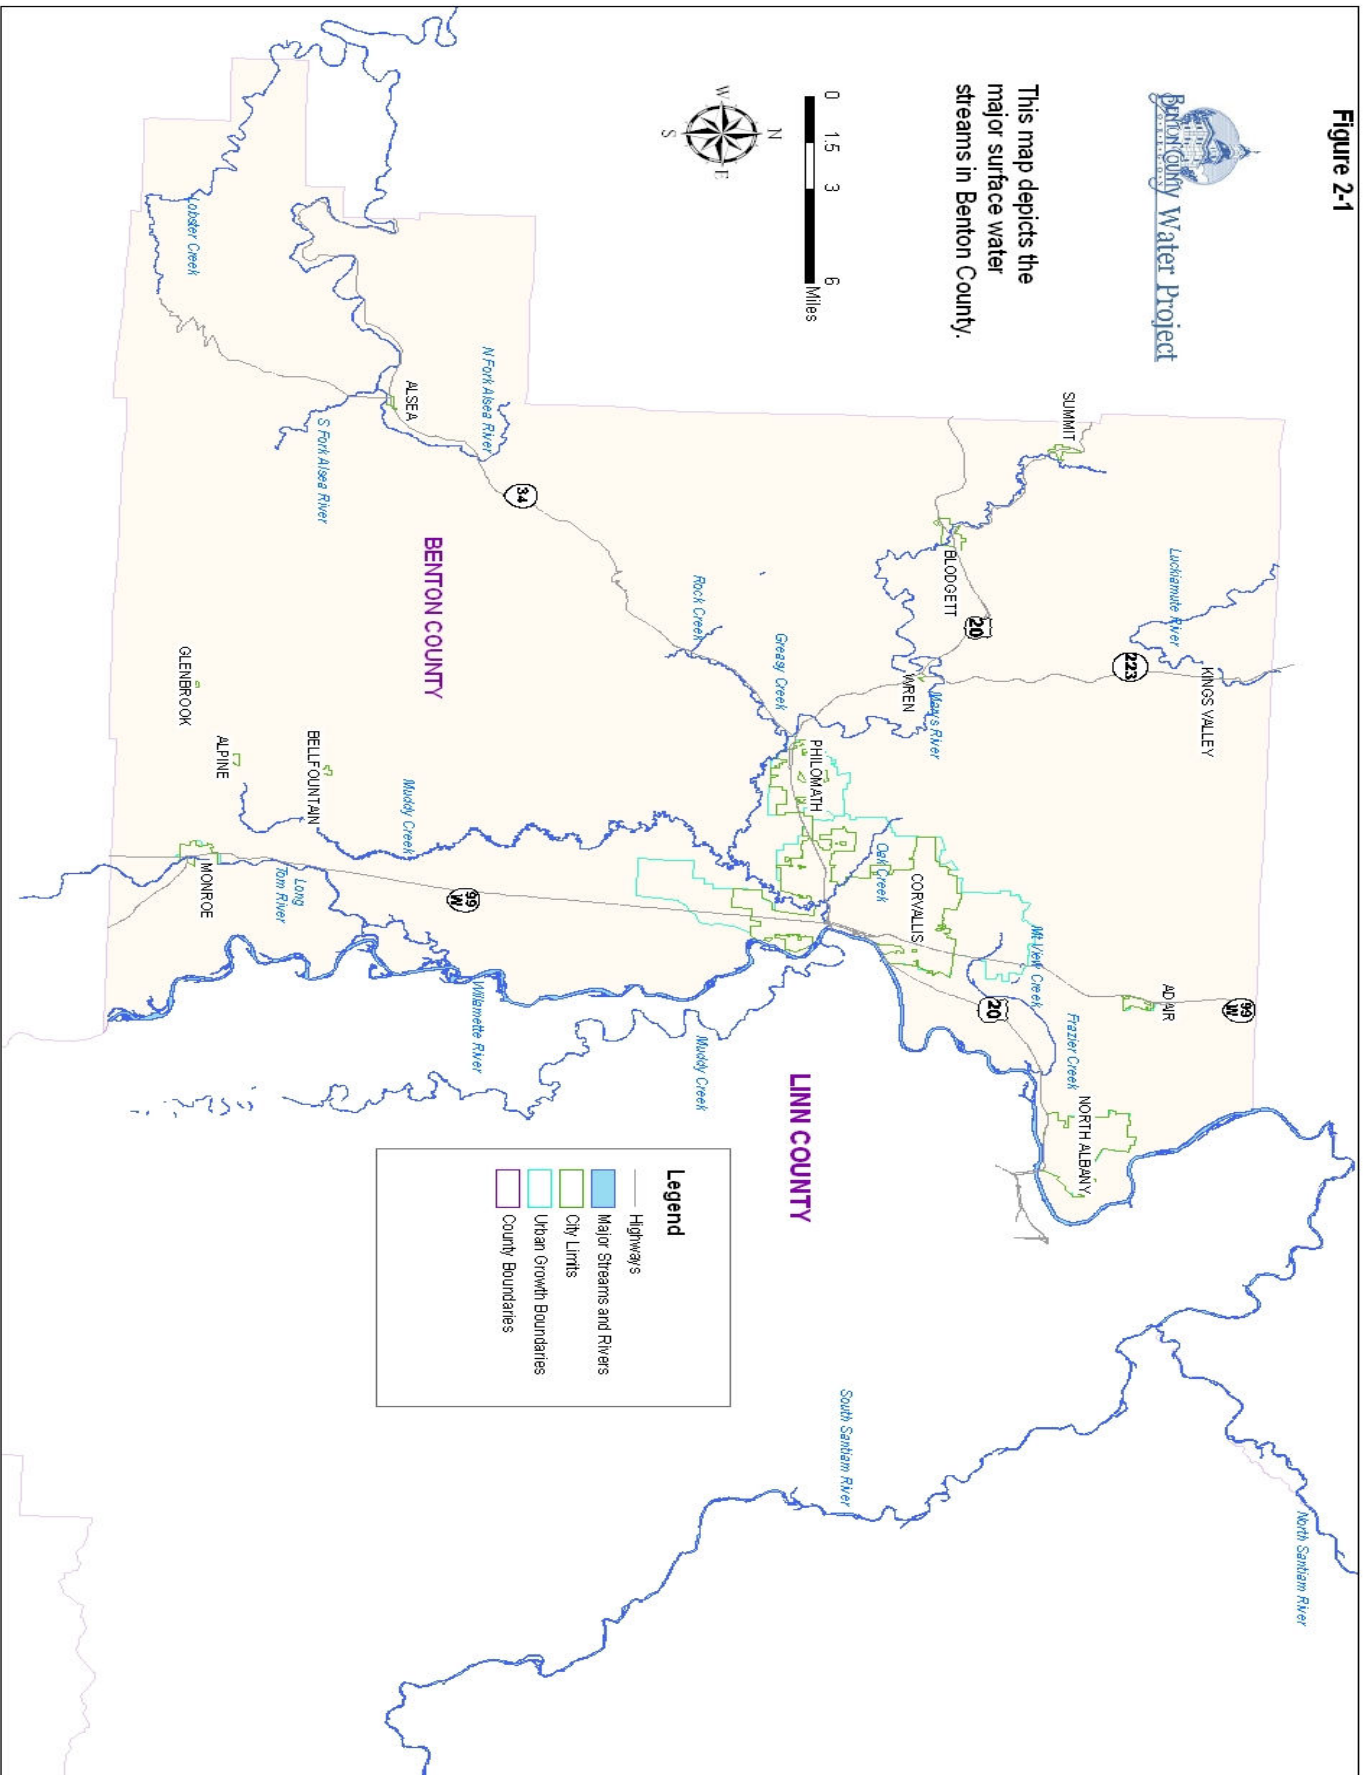 Figure 2-1
BENTON COUNTY Water Project
OREGON
This map depicts the
major surface water
streams in Benton County.
0 1.5 3 6
Miles
N
W
E
S
SUMMIT
BLODGETT
20
Luckiamute River
KINGS VALLEY
223
WREN
Marys River
Rock Creek
Greasy Creek
PHILOMATH
Oak Creek
CORVALLIS
Mt View Creek
ADAIR
99
W
20
Frazier Creek
NORTH ALBANY
Lobster Creek
ALSEA
N Fork Alsea River
S Fork Alsea River
34
BENTON COUNTY
GLENBROOK
ALPINE
BELLFOUNTAIN
Muddy Creek
MONROE
Long
Tom River
99
W
Willamette River
Muddy Creek
LINN COUNTY
South Santiam River
North Santiam River
Legend
Highways
Major Streams and Rivers
City Limits
Urban Growth Boundaries
County Boundaries